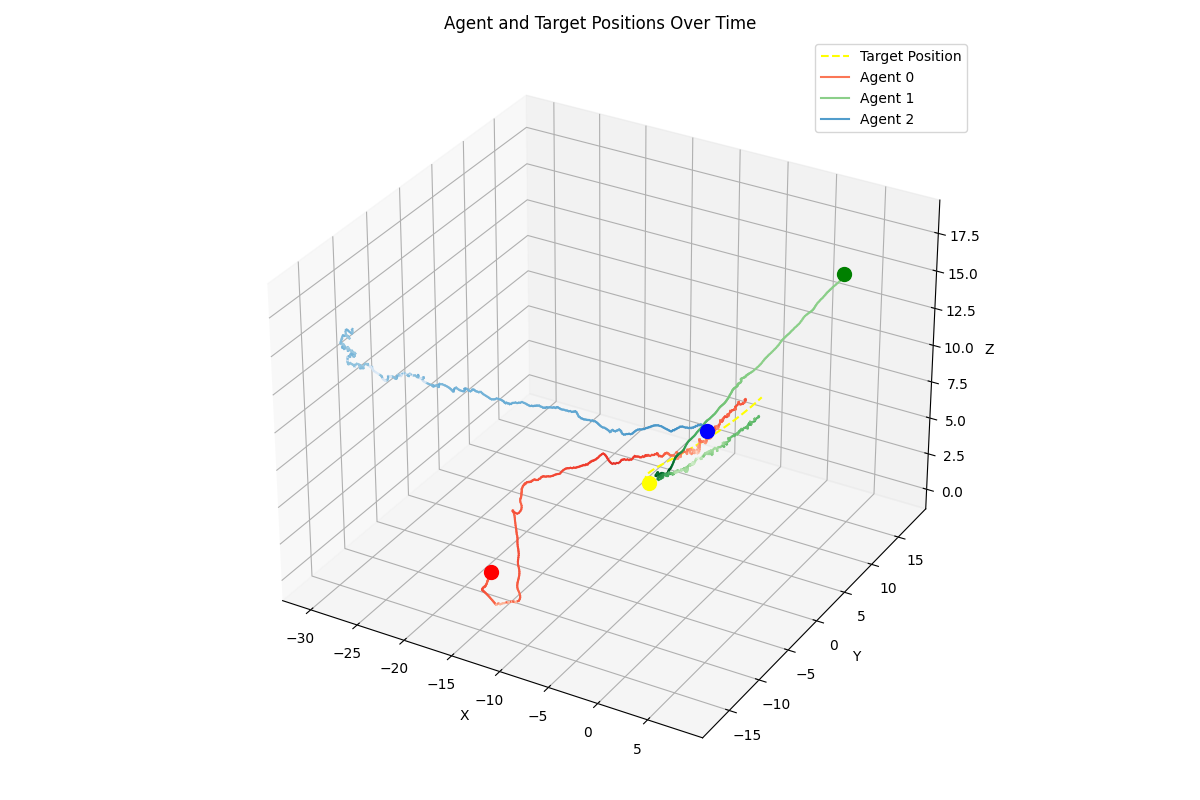 Agent and Target Positions Over Time
Target Position
Agent 0
Agent 1
Agent 2
17.5
15.0
12.5
10.0
7.5
5.0
2.5
0.0
Z
15
10
5
0
−5
−10
−15
Y
−30
−25
−20
−15
−10
−5
0
5
X